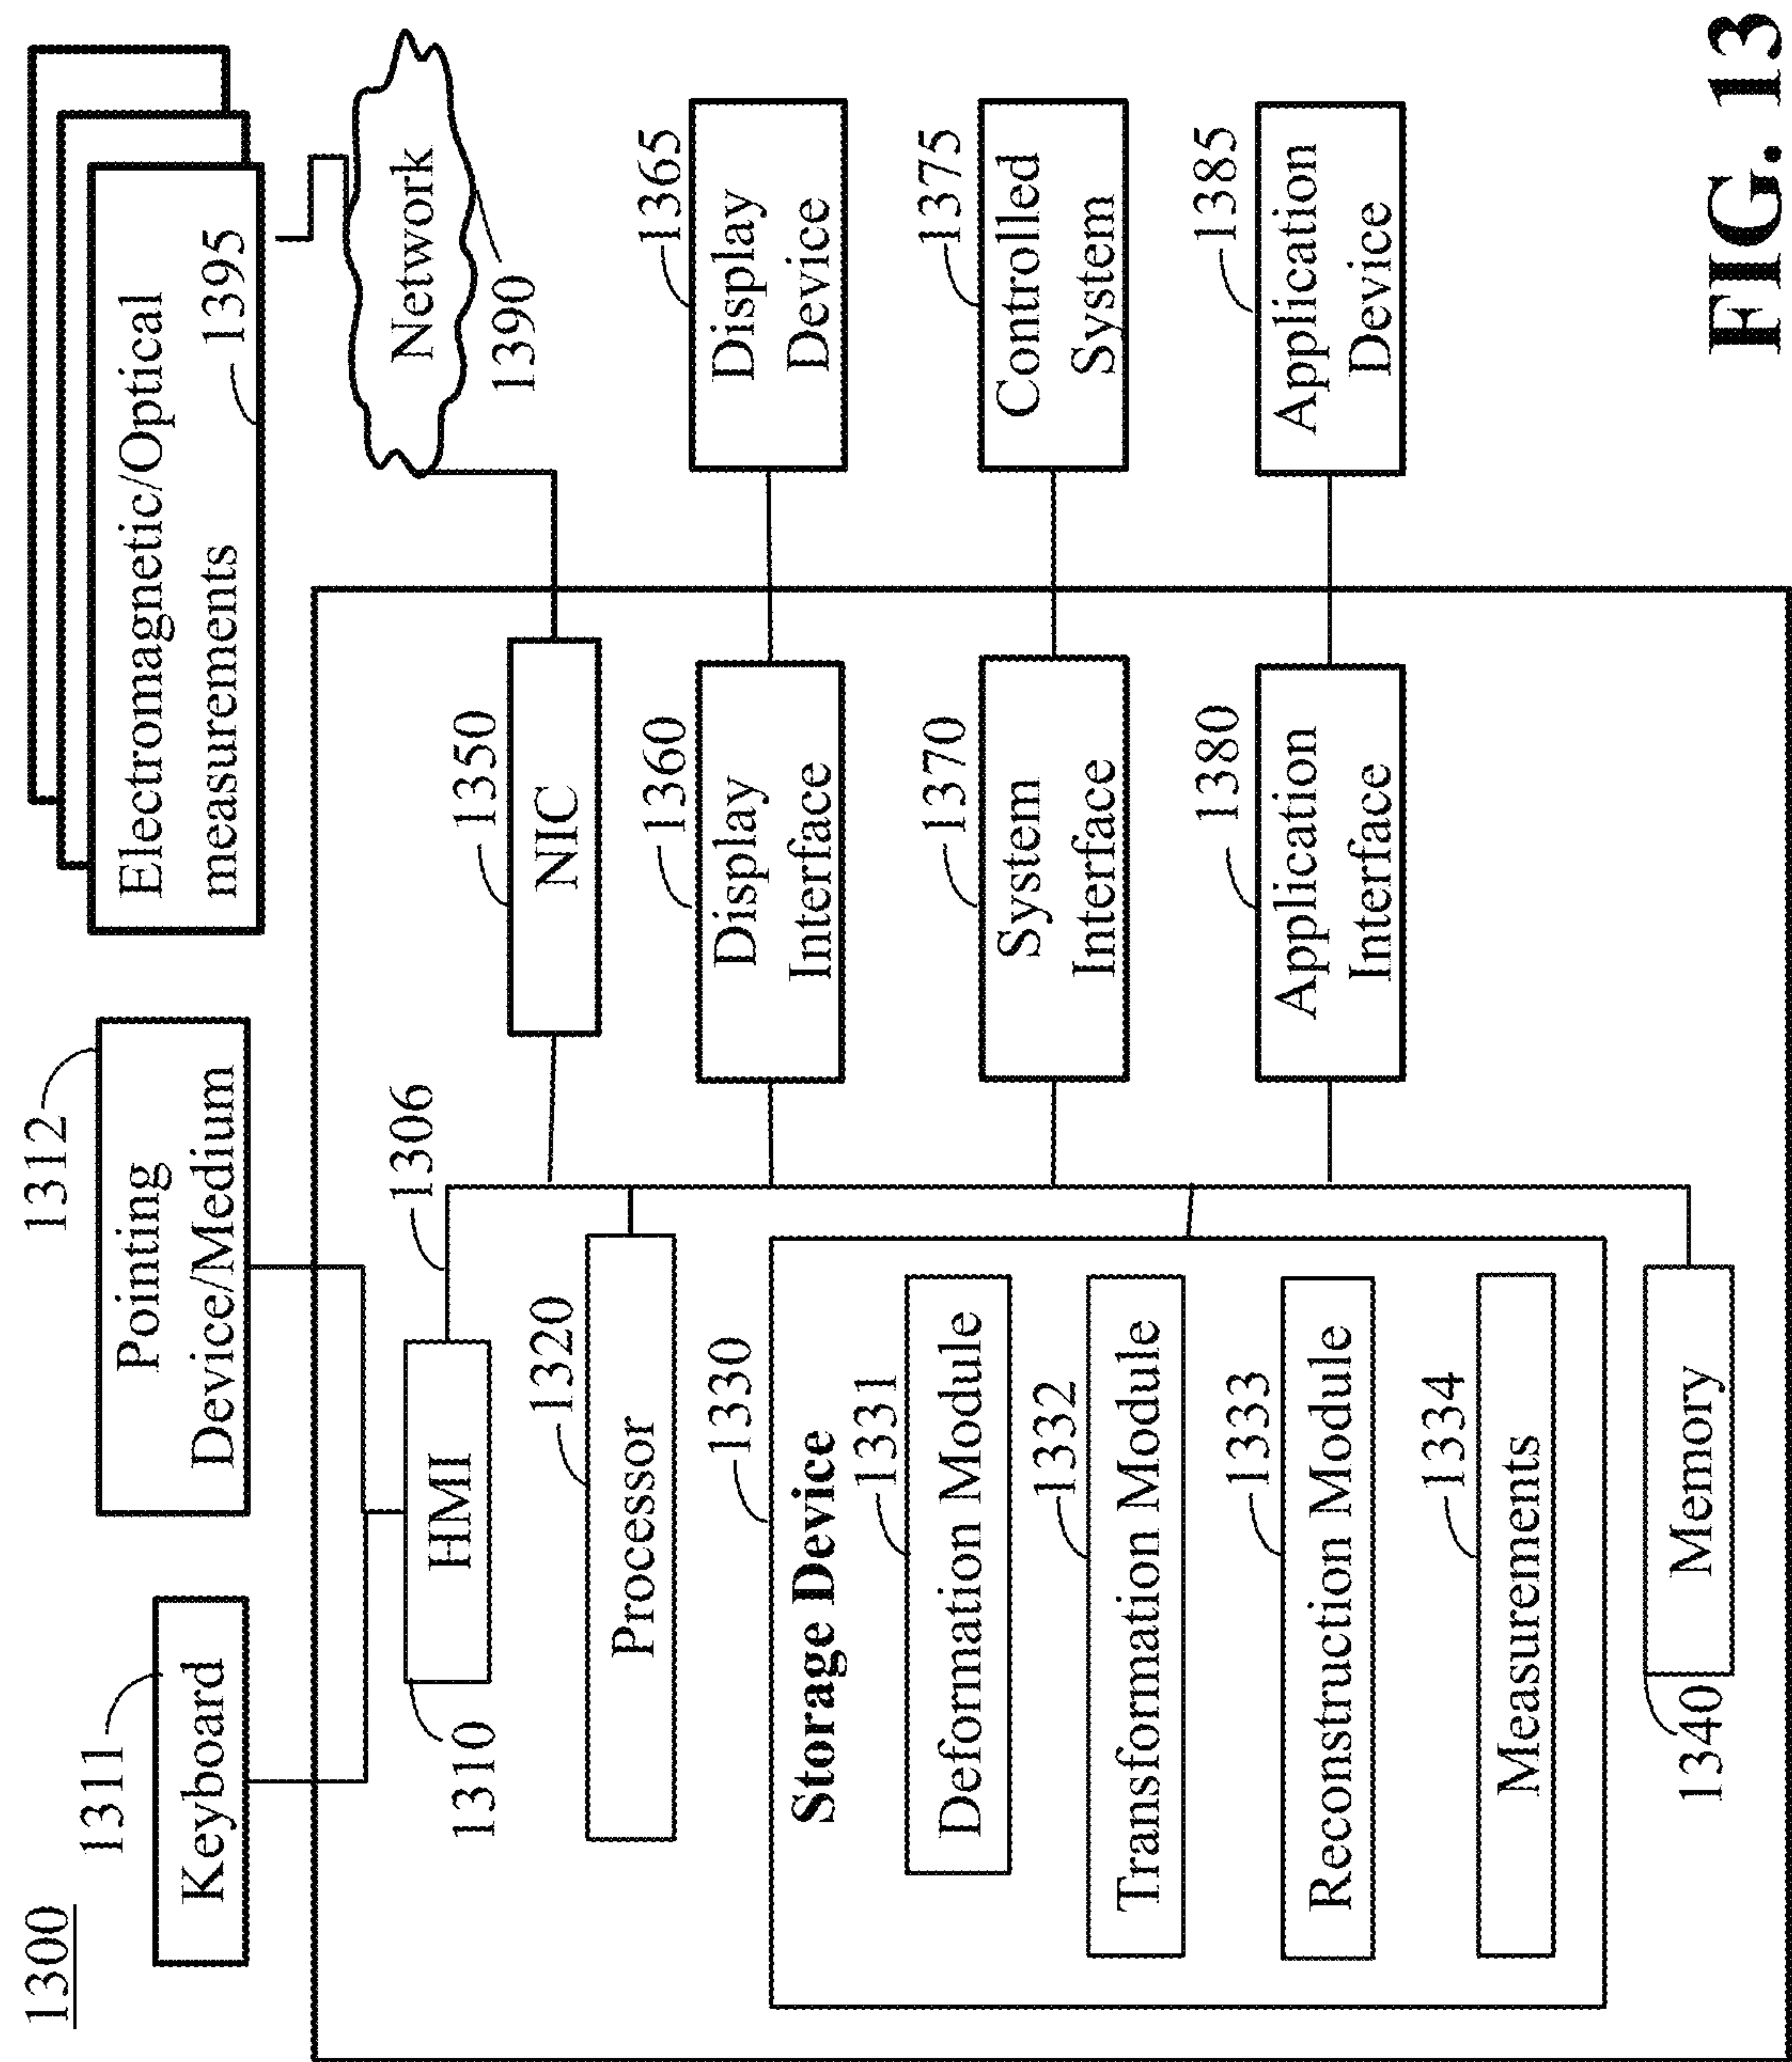 1300
1311
Keyboard
1312
Pointing
Device/Medium
Electromagnetic/Optical
measurements
1395
Network
1390
HMI
1310
1306
1350
NIC
1320
Processor
1360
Display
Interface
1365
Display
Device
1330
Storage Device
1331
Deformation Module
1332
Transformation Module
1333
Reconstruction Module
1334
Measurements
1370
System
Interface
1375
Controlled
System
1380
Application
Interface
1385
Application
Device
1340
Memory
FIG. 13